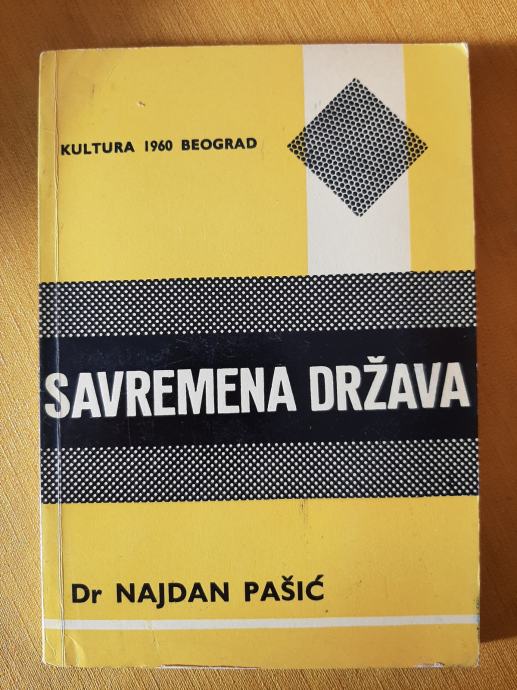 KULTURA 1960 BEOGRAD
SAVREMENA DRŽAVA
Dr NAJDAN PAŠIĆ